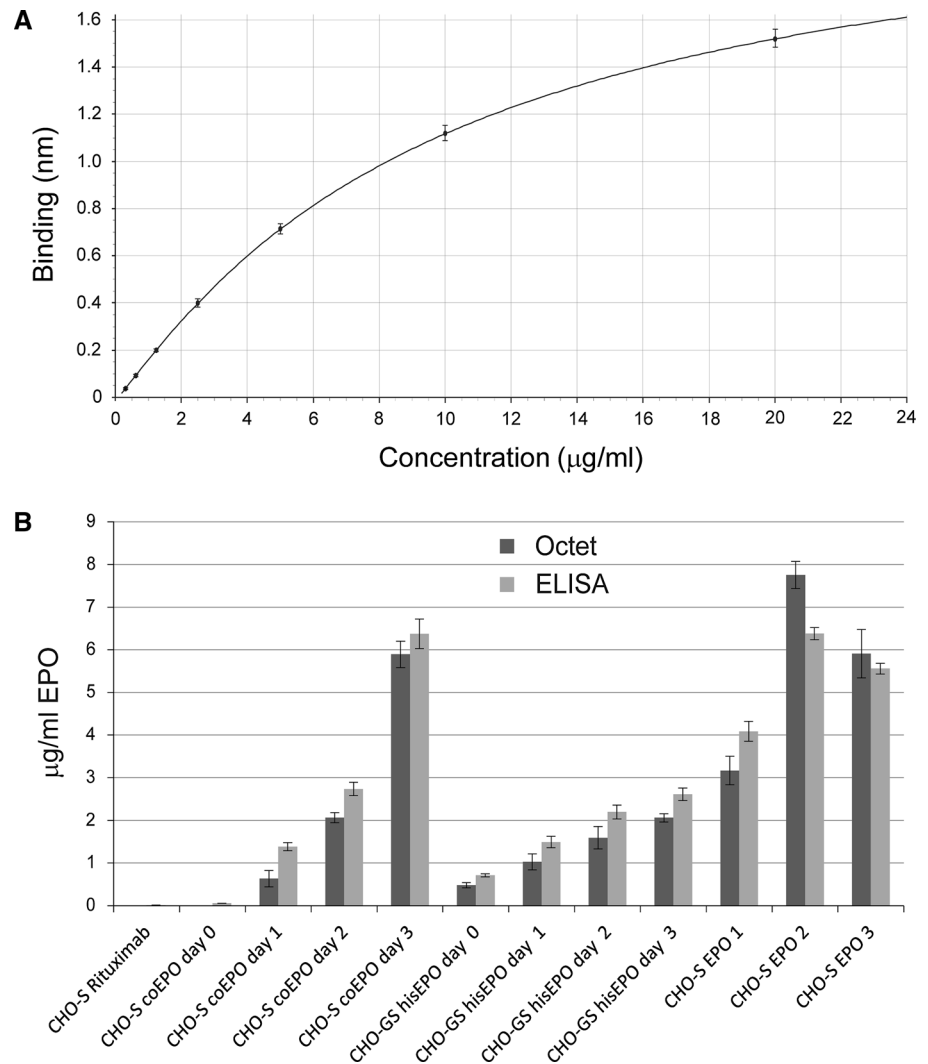 A
1.6
1.4
1.2
1.0
0.8
0.6
0.4
0.2
0
Binding (nm)
0 2 4 6 8 10 12 14 16 18 20 22 24
Concentration (μg/ml)
B
9
8
7
6
5
4
3
2
1
0
μg/ml EPO
Octet
ELISA
CHO-S Rituximab
CHO-S coEPO day 0
CHO-S coEPO day 1
CHO-S coEPO day 2
CHO-S coEPO day 3
CHO-GS hisEPO day 0
CHO-GS hisEPO day 1
CHO-GS hisEPO day 2
CHO-GS hisEPO day 3
CHO-S EPO 1
CHO-S EPO 2
CHO-S EPO 3